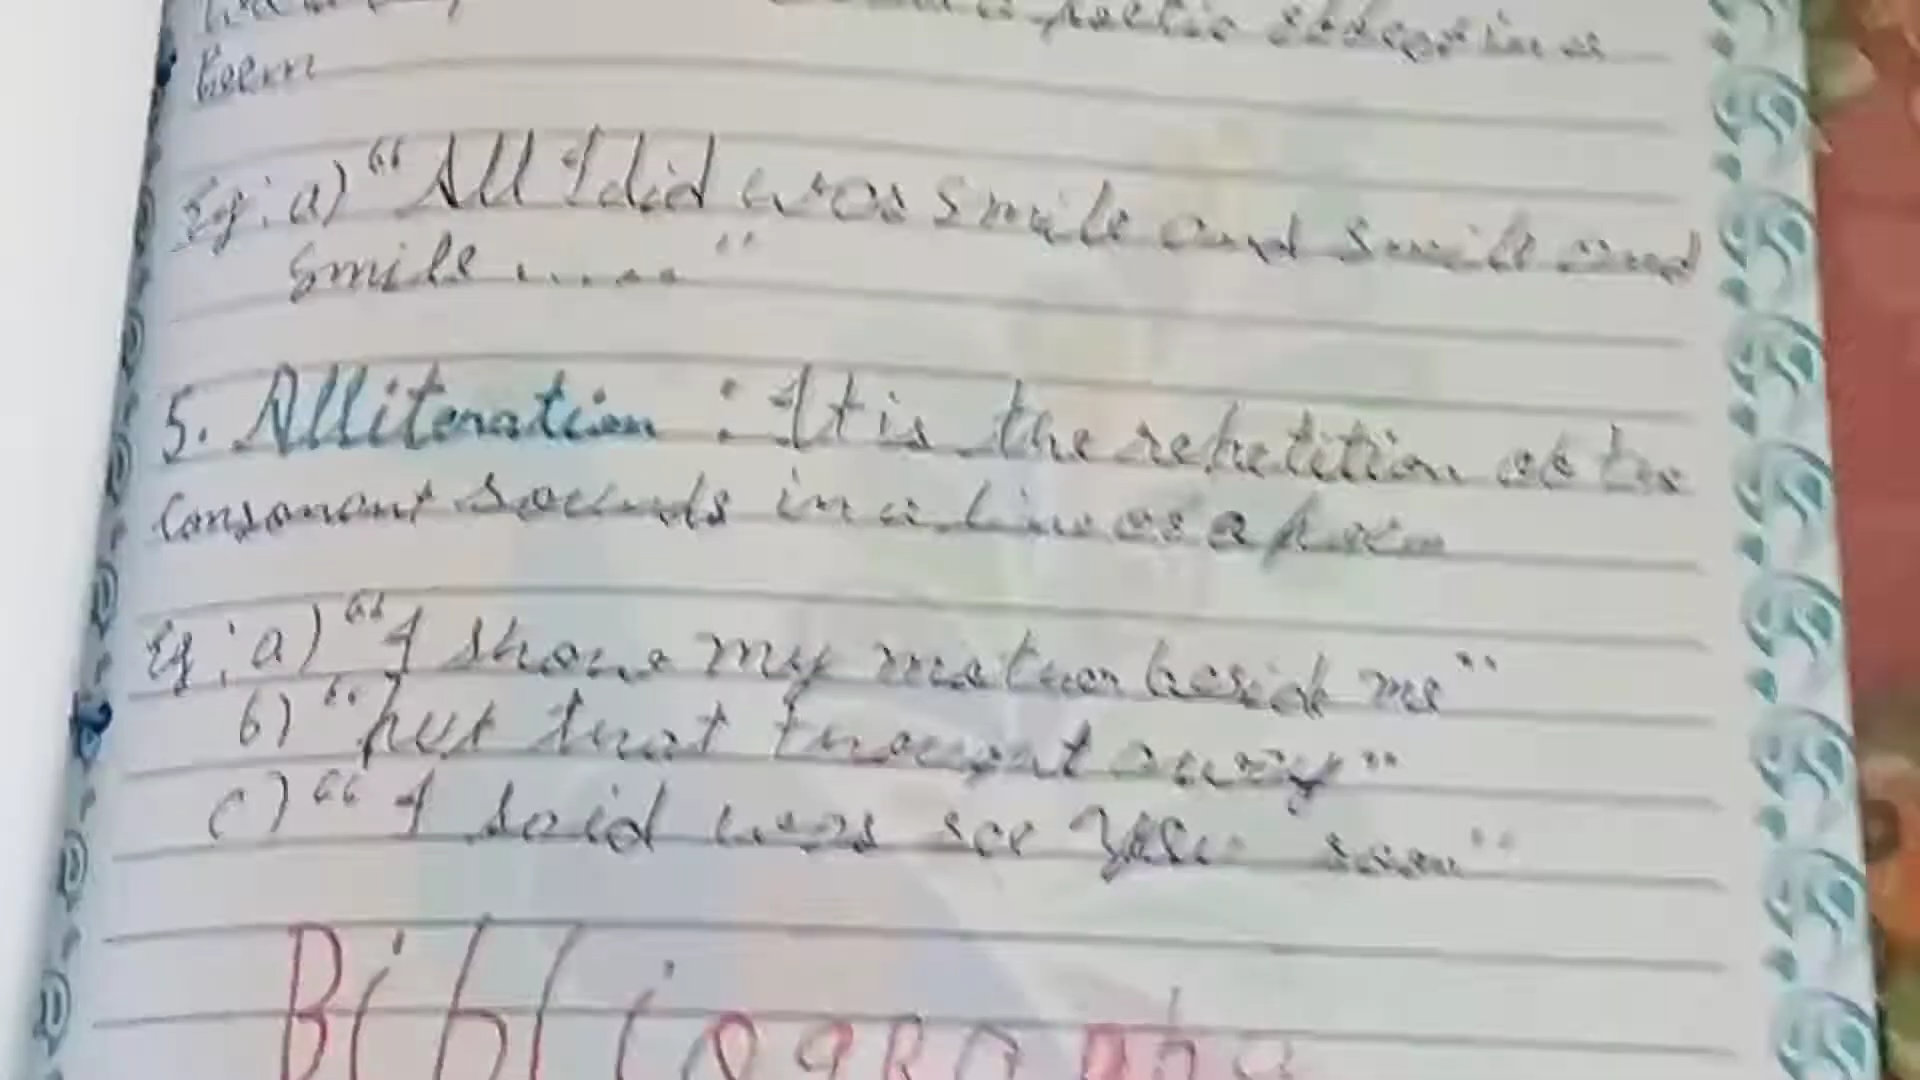 poetic
Poem
Eg: a) "All I did was smile and smile and
smile ....."
5. Alliteration : It is the repetition of the
consonant sounds in a line of a poem
Eg: a) "I show my mother beside me"
b) "put that thought away"
c) "I said was see you soon"
Bibliography